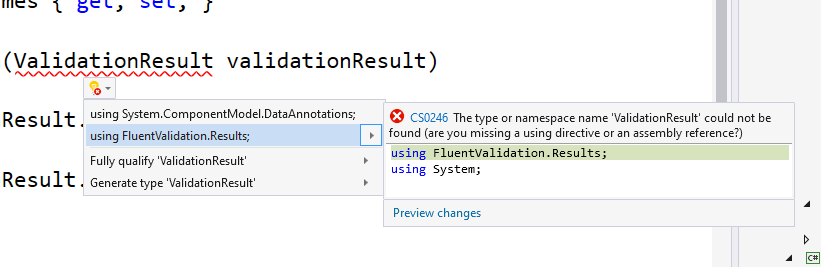 mes { get; set; }
(ValidationResult validationResult)
Result.
using System.ComponentModel.DataAnnotations;
using FluentValidation.Results;
Fully qualify 'ValidationResult'
Result.
Generate type 'ValidationResult'
CS0246 The type or namespace name 'ValidationResult' could not be
found (are you missing a using directive or an assembly reference?)
using FluentValidation.Results;
using System;
Preview changes
C#